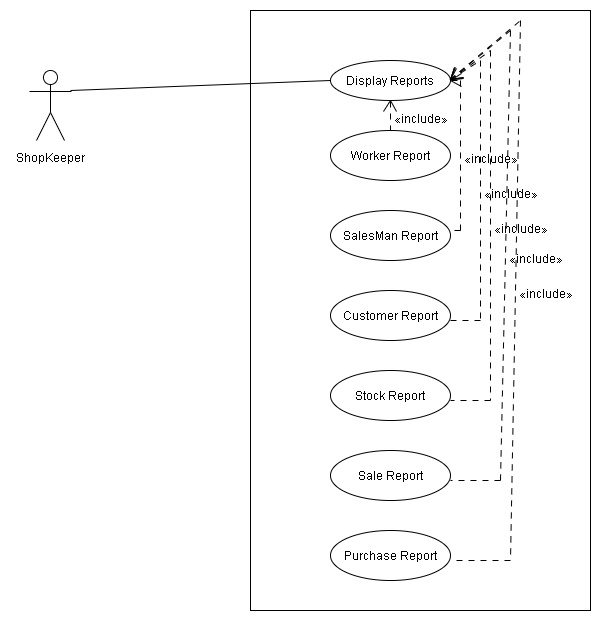 Display Reports
«include»
ShopKeeper
Worker Report
«include»
«include»
SalesMan Report
«include»
«include»
«include»
Customer Report
Stock Report
Sale Report
Purchase Report